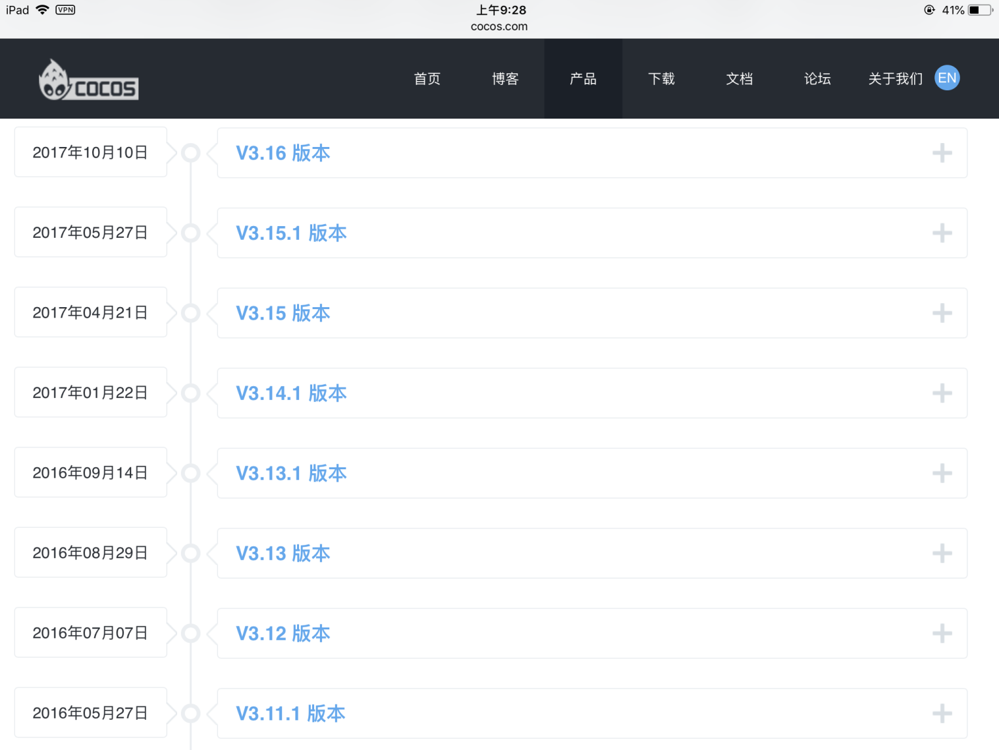 iPad VPN 上午9:28 41%
cocos.com
COCOS 首页 博客 产品 下载 文档 论坛 关于我们 EN
2017年10月10日 V3.16 版本
2017年05月27日 V3.15.1 版本
2017年04月21日 V3.15 版本
2017年01月22日 V3.14.1 版本
2016年09月14日 V3.13.1 版本
2016年08月29日 V3.13 版本
2016年07月07日 V3.12 版本
2016年05月27日 V3.11.1 版本